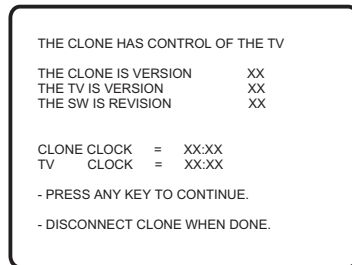 THE CLONE HAS CONTROL OF THE TV
THE CLONE IS VERSION XX
THE TV IS VERSION XX
THE SW IS REVISION XX
CLONE CLOCK = XX:XX
TV CLOCK = XX:XX
- PRESS ANY KEY TO CONTINUE.
- DISCONNECT CLONE WHEN DONE.